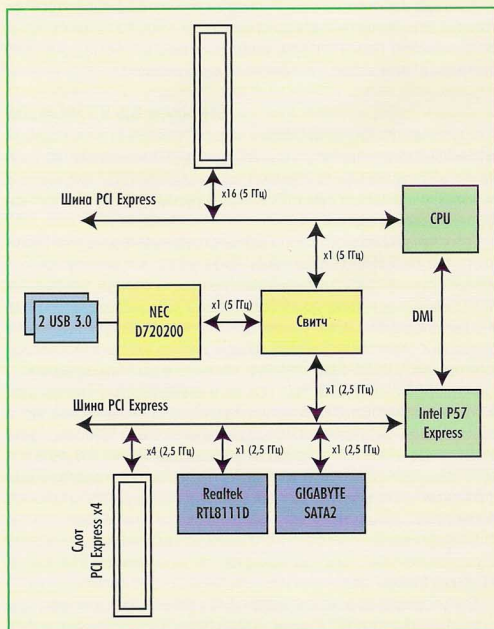 x16 (5 ГГц)
Шина PCI Express
CPU
x1 (5 ГГц)
2 USB 3.0
NEC
D720200
x1 (5 ГГц)
Свитч
DMI
x1 (2,5 ГГц)
Шина PCI Express
Intel P57
Express
x4 (2,5 ГГц)
x1 (2,5 ГГц)
x1 (2,5 ГГц)
Слот
PCI Express x4
Realtek
RTL8111D
GIGABYTE
SATA2